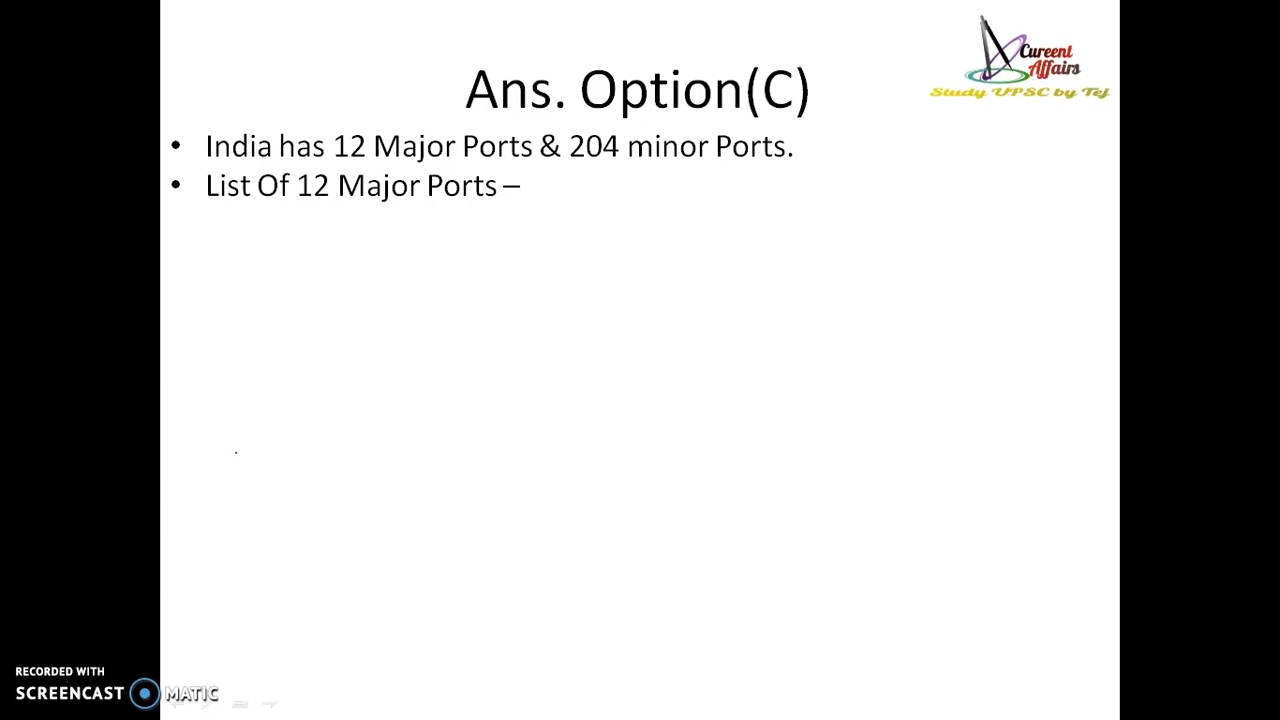 Cureent
Affairs
Study UPSC by Tej
Ans. Option(C)
• India has 12 Major Ports & 204 minor Ports.
• List Of 12 Major Ports –
RECORDED WITH
SCREENCAST MATIC